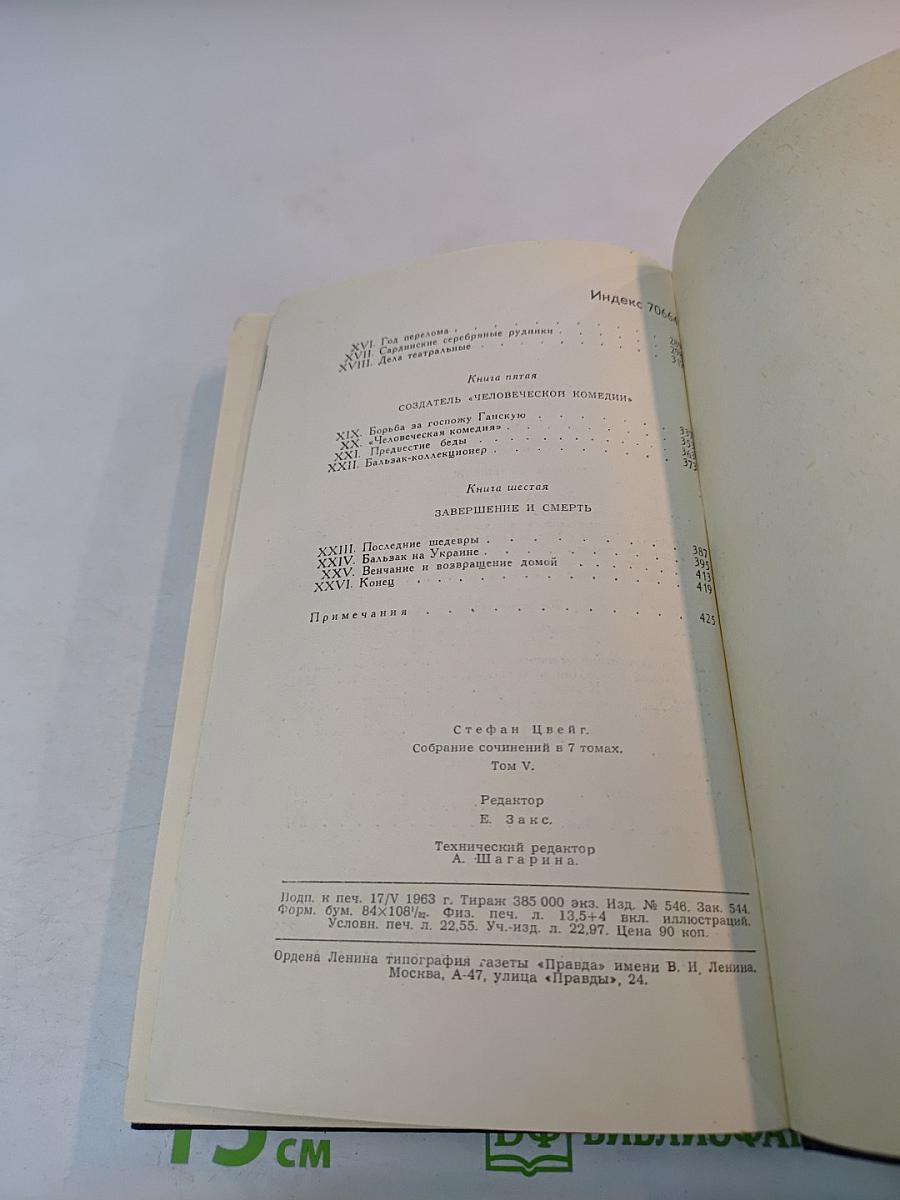 Индекс 70664
XVI. Год перелома . . . . . . . . .
XVII. Сардинские серебряные рудники . . . . . .
XVIII. Дела театральные . . . . . . . .
Книга пятая
СОЗДАТЕЛЬ «ЧЕЛОВЕЧЕСКОЙ КОМЕДИИ»
XIX. Борьба за госпожу Ганскую . . . . . . 337
XX. «Человеческая комедия» . . . . . . . 353
XXI. Предвестие беды . . . . . . . . 363
XXII. Бальзак-коллекционер . . . . . . . 373
Книга шестая
ЗАВЕРШЕНИЕ И СМЕРТЬ
XXIII. Последние шедевры . . . . . . . . 387
XXIV. Бальзак на Украине . . . . . . . . 395
XXV. Венчание и возвращение домой . . . . . 413
XXVI. Конец . . . . . . . . . . . 419
Примечания . . . . . . . . . . . 425
Стефан Цвейг.
Собрание сочинений в 7 томах.
Том V.
Редактор
Е. Закс.
Технический редактор
А. Шагарина.
Подп. к печ. 17/V 1963 г. Тираж 385 000 экз. Изд. № 546. Зак. 544.
Форм. бум. 84×108¹/₃₂. Физ. печ. л. 13,5+4 вкл. иллюстраций.
Условн. печ. л. 22,55. Уч.-изд. л. 22,97. Цена 90 коп.
Ордена Ленина типография газеты «Правда» имени В. И. Ленина.
Москва, А-47, улица «Правды», 24.
15 см